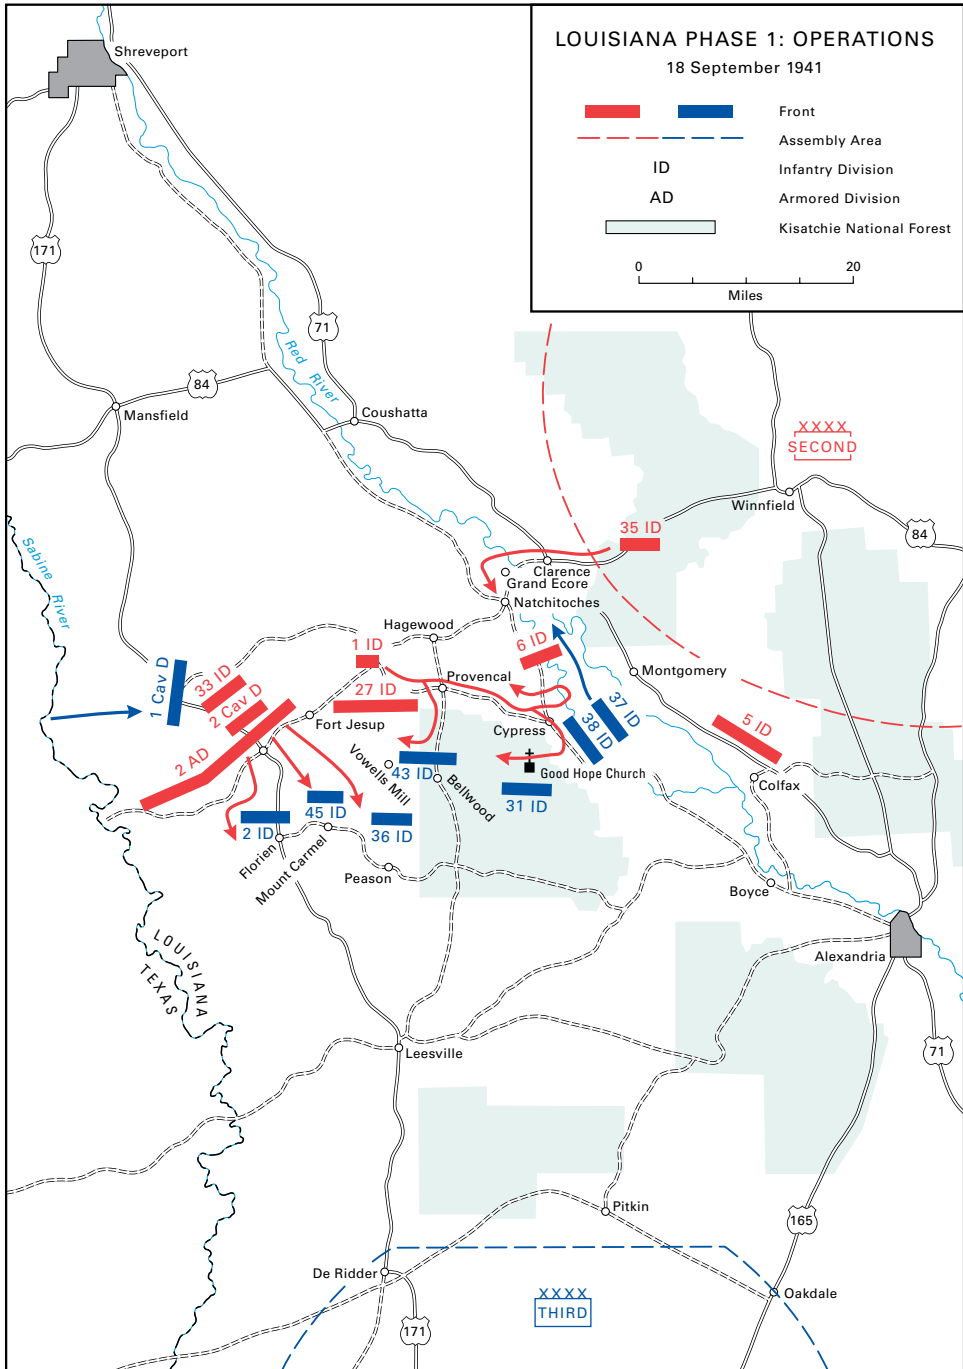 LOUISIANA PHASE 1: OPERATIONS
18 September 1941
Front
Assembly Area
ID Infantry Division
AD Armored Division
Kisatchie National Forest
0 20
Miles
Shreveport
171
71
Red River
84
Mansfield
Coushatta
XXXX
SECOND
Winnfield
84
35 ID
Sabine River
Clarence
Grand Ecore
Natchitoches
Hagewood
1 ID
6 ID
1 Cav D
33 ID
2 Cav D
27 ID
Provencal
Montgomery
37 ID
38 ID
5 ID
Fort Jesup
Cypress
2 AD
Vowells Mill
43 ID
Bellwood
Good Hope Church
31 ID
Colfax
45 ID
2 ID
36 ID
Florien
Mount Carmel
Peason
Boyce
LOUISIANA
TEXAS
Alexandria
Leesville
71
Pitkin
165
De Ridder
XXXX
THIRD
Oakdale
171